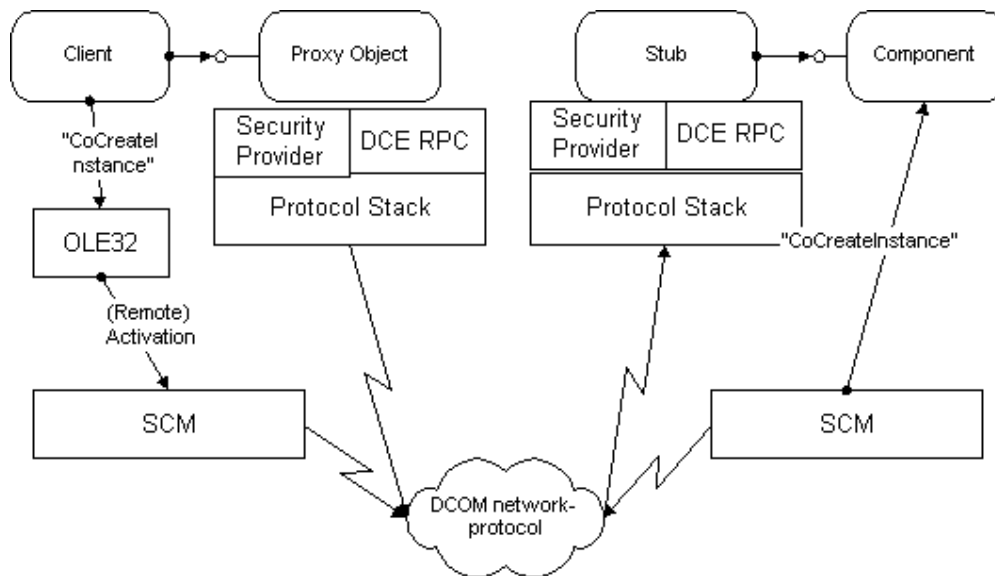 Client
Proxy Object
Stub
Component
"CoCreateI
nstance"
Security
Provider
DCE RPC
Protocol Stack
Security
Provider
DCE RPC
Protocol Stack
OLE32
"CoCreateInstance"
(Remote)
Activation
SCM
SCM
DCOM network-
protocol